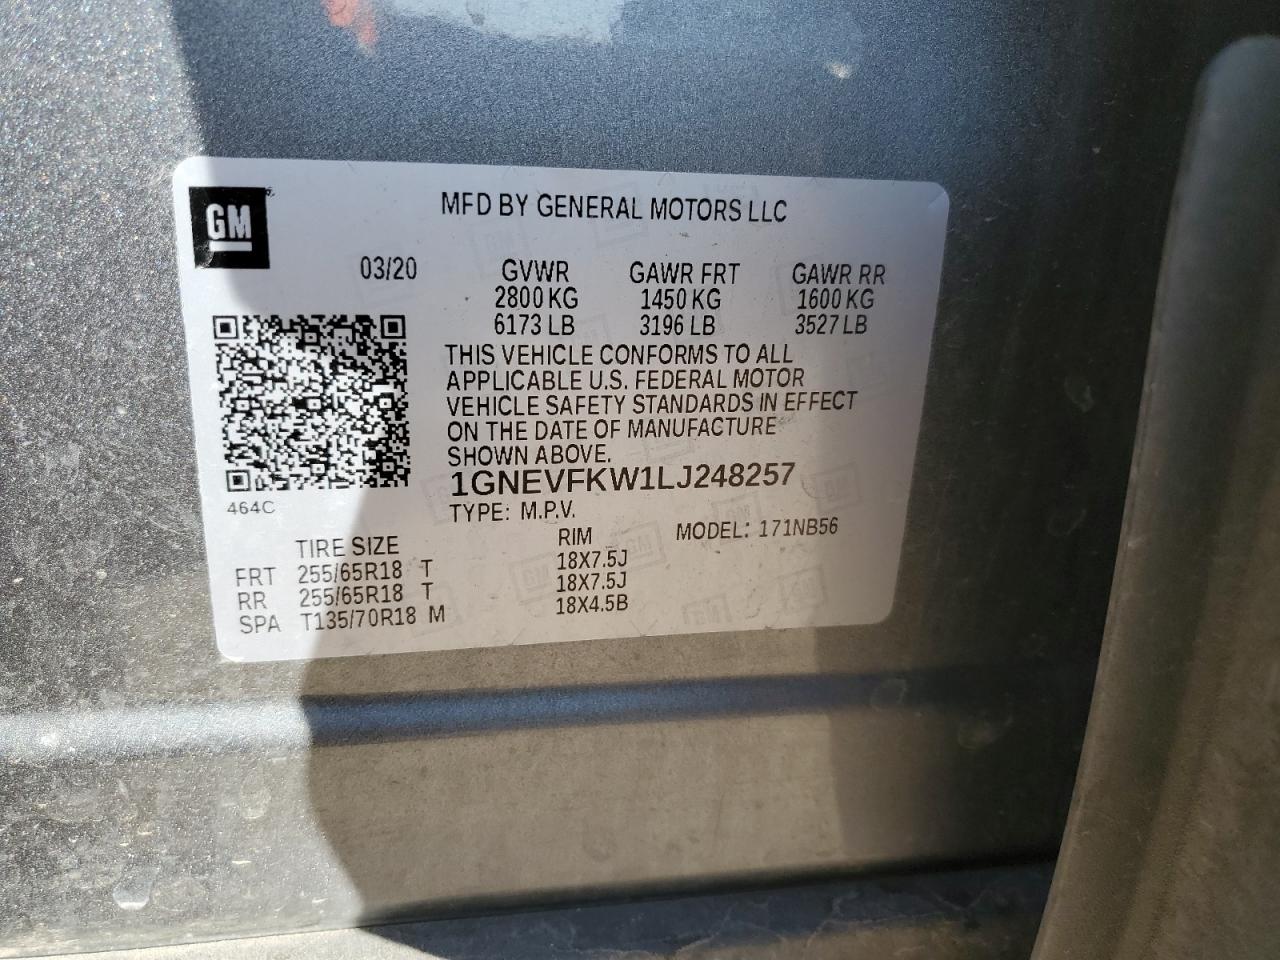 GM
MFD BY GENERAL MOTORS LLC
03/20 GVWR GAWR FRT GAWR RR
2800 KG 1450 KG 1600 KG
6173 LB 3196 LB 3527 LB
THIS VEHICLE CONFORMS TO ALL
APPLICABLE U.S. FEDERAL MOTOR
VEHICLE SAFETY STANDARDS IN EFFECT
ON THE DATE OF MANUFACTURE
SHOWN ABOVE.
1GNEVFKW1LJ248257
464C
TYPE: M.P.V.
MODEL: 171NB56
TIRE SIZE RIM
FRT 255/65R18 T 18X7.5J
RR 255/65R18 T 18X7.5J
SPA T135/70R18 M 18X4.5B